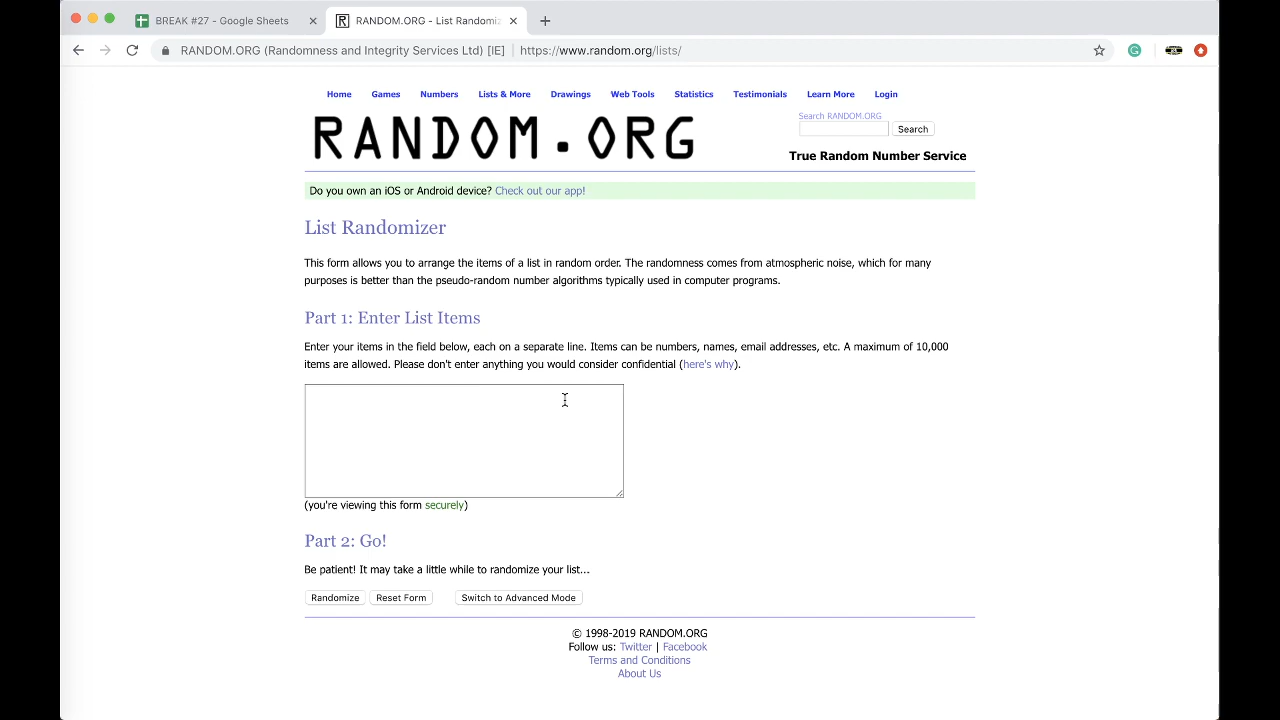 BREAK #27 - Google Sheets
RANDOM.ORG - List Randomiz
RANDOM.ORG (Randomness and Integrity Services Ltd) [IE] | https://www.random.org/lists/
Home Games Numbers Lists & More Drawings Web Tools Statistics Testimonials Learn More Login
RANDOM.ORG
Search RANDOM.ORG
Search
True Random Number Service
Do you own an iOS or Android device? Check out our app!
List Randomizer
This form allows you to arrange the items of a list in random order. The randomness comes from atmospheric noise, which for many
purposes is better than the pseudo-random number algorithms typically used in computer programs.
Part 1: Enter List Items
Enter your items in the field below, each on a separate line. Items can be numbers, names, email addresses, etc. A maximum of 10,000
items are allowed. Please don't enter anything you would consider confidential (here's why).
(you're viewing this form securely)
Part 2: Go!
Be patient! It may take a little while to randomize your list...
Randomize Reset Form Switch to Advanced Mode
© 1998-2019 RANDOM.ORG
Follow us: Twitter | Facebook
Terms and Conditions
About Us